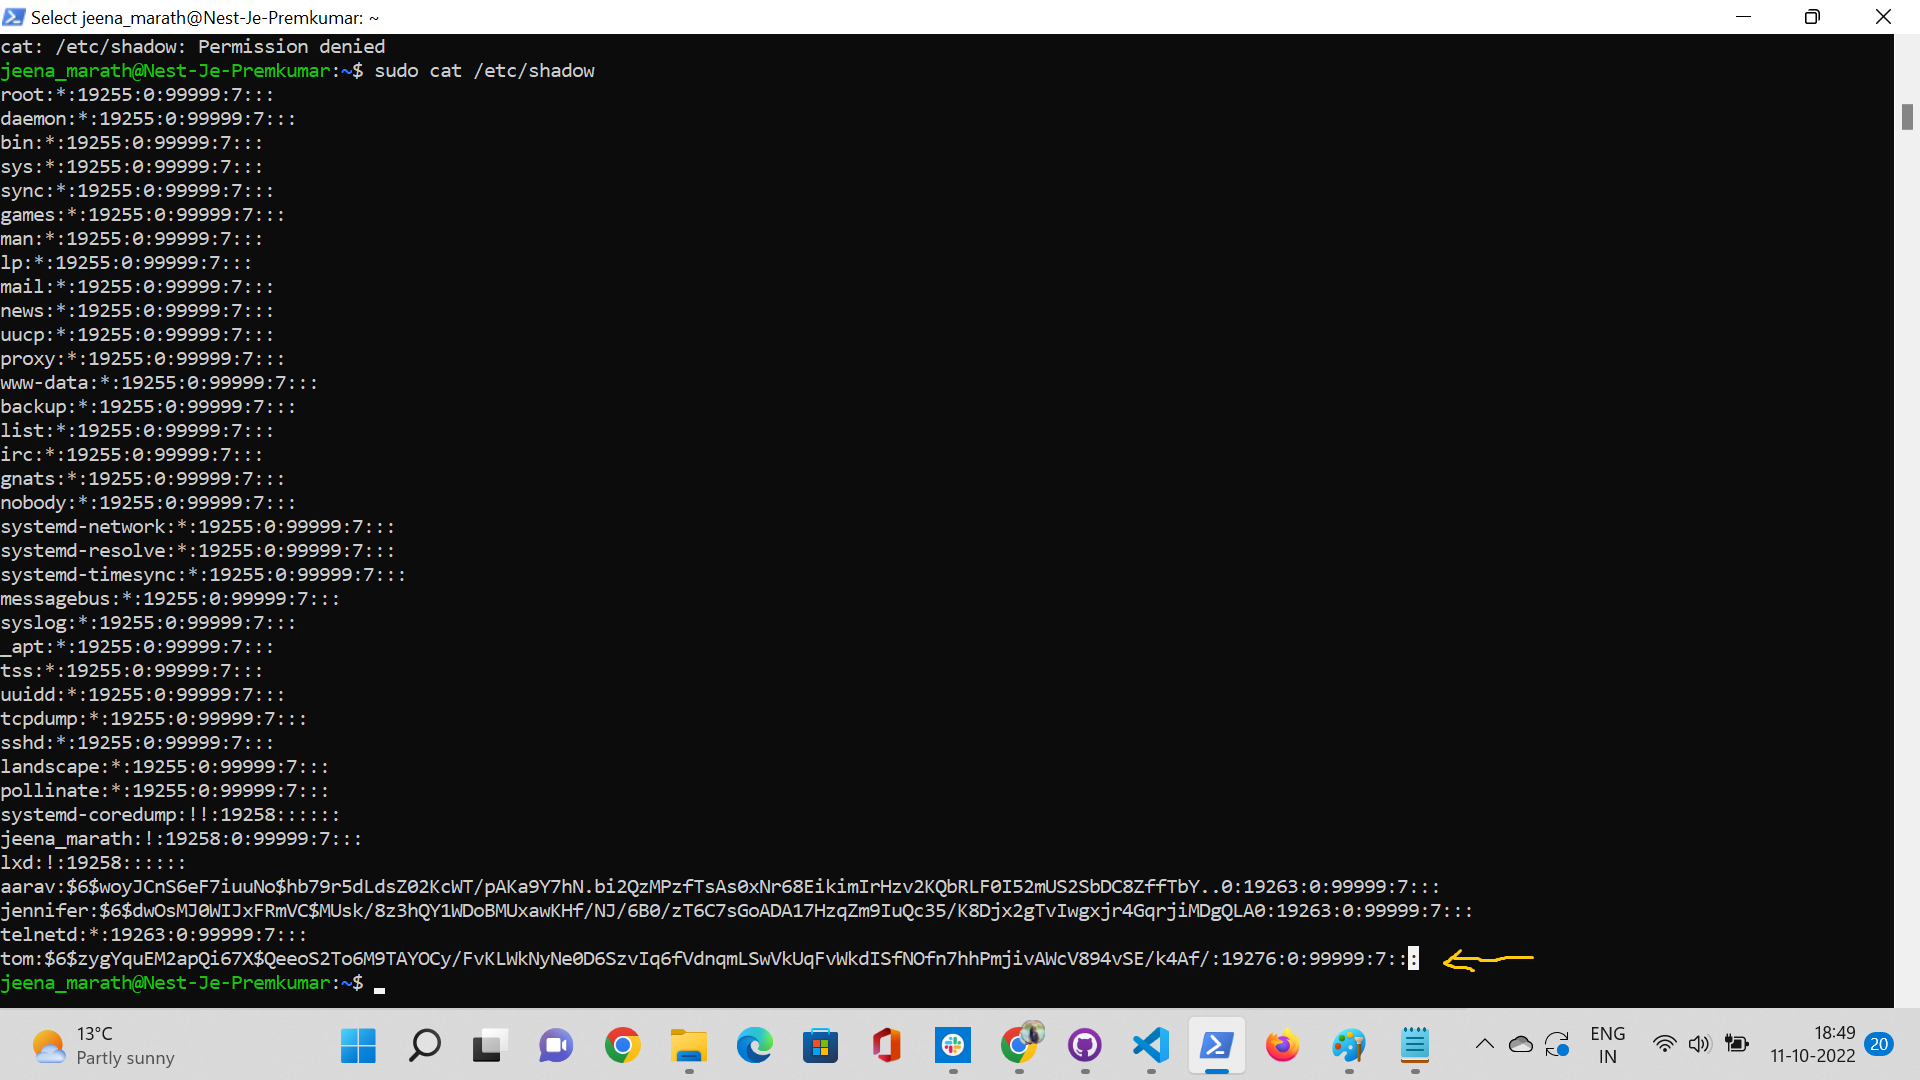 Select jeena_marath@Nest-Je-Premkumar: ~
cat: /etc/shadow: Permission denied
jeena_marath@Nest-Je-Premkumar:~$ sudo cat /etc/shadow
root:*:19255:0:99999:7:::
daemon:*:19255:0:99999:7:::
bin:*:19255:0:99999:7:::
sys:*:19255:0:99999:7:::
sync:*:19255:0:99999:7:::
games:*:19255:0:99999:7:::
man:*:19255:0:99999:7:::
lp:*:19255:0:99999:7:::
mail:*:19255:0:99999:7:::
news:*:19255:0:99999:7:::
uucp:*:19255:0:99999:7:::
proxy:*:19255:0:99999:7:::
www-data:*:19255:0:99999:7:::
backup:*:19255:0:99999:7:::
list:*:19255:0:99999:7:::
irc:*:19255:0:99999:7:::
gnats:*:19255:0:99999:7:::
nobody:*:19255:0:99999:7:::
systemd-network:*:19255:0:99999:7:::
systemd-resolve:*:19255:0:99999:7:::
systemd-timesync:*:19255:0:99999:7:::
messagebus:*:19255:0:99999:7:::
syslog:*:19255:0:99999:7:::
_apt:*:19255:0:99999:7:::
tss:*:19255:0:99999:7:::
uuidd:*:19255:0:99999:7:::
tcpdump:*:19255:0:99999:7:::
sshd:*:19255:0:99999:7:::
landscape:*:19255:0:99999:7:::
pollinate:*:19255:0:99999:7:::
systemd-coredump:!!:19258::::::
jeena_marath:!:19258:0:99999:7:::
lxd:!:19258::::::
aarav:$6$woyJCnS6eF7iuuNo$hb79r5dLdsZ02KcWT/pAKa9Y7hN.bi2QzMPzfTsAs0xNr68EikimIrHzv2KQbRLF0I52mUS2SbDC8ZffTbY..0:19263:0:99999:7:::
jennifer:$6$dwOsMJ0WIJxFRmVC$MUsk/8z3hQY1WDoBMUxawKHf/NJ/6B0/zT6C7sGoADA17HzqZm9IuQc35/K8Djx2gTvIwgxjr4GqrjiMDgQLA0:19263:0:99999:7:::
telnetd:*:19263:0:99999:7:::
tom:$6$zygYquEM2apQi67X$QeeoS2To6M9TAYOCy/FvKLWkNyNe0D6SzvIq6fVdnqmLSwVkUqFvWkdISfNOfn7hhPmjivAWcV894vSE/k4Af/:19276:0:99999:7:::
jeena_marath@Nest-Je-Premkumar:~$
13°C
Partly sunny
ENG
IN
18:49
11-10-2022
20